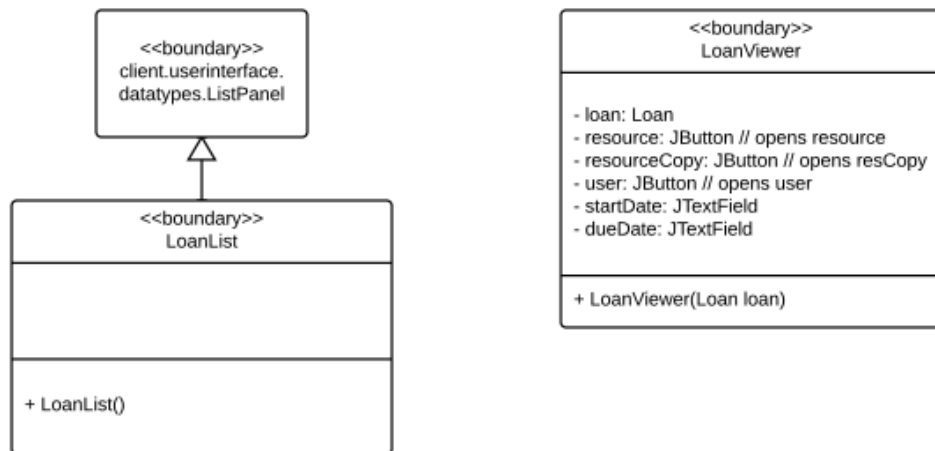 <<boundary>>
client.userinterface.
datatypes.ListPanel
<<boundary>>
LoanList
+ LoanList()
<<boundary>>
LoanViewer
- loan: Loan
- resource: JButton // opens resource
- resourceCopy: JButton // opens resCopy
- user: JButton // opens user
- startDate: JTextField
- dueDate: JTextField
+ LoanViewer(Loan loan)